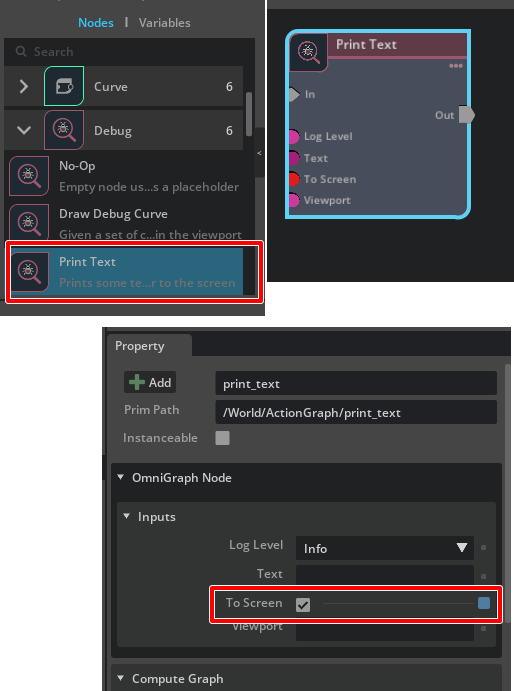 Nodes | Variables
Search
Curve 6
Debug 6
No-Op
Empty node us...s a placeholder
Draw Debug Curve
Given a set of c...in the viewport
Print Text
Prints some te...r to the screen
<
Print Text
In
Out
Log Level
Text
To Screen
Viewport
Property
Add print_text
Prim Path /World/ActionGraph/print_text
Instanceable
OmniGraph Node
Inputs
Log Level Info
Text
To Screen
Viewport
Compute Graph